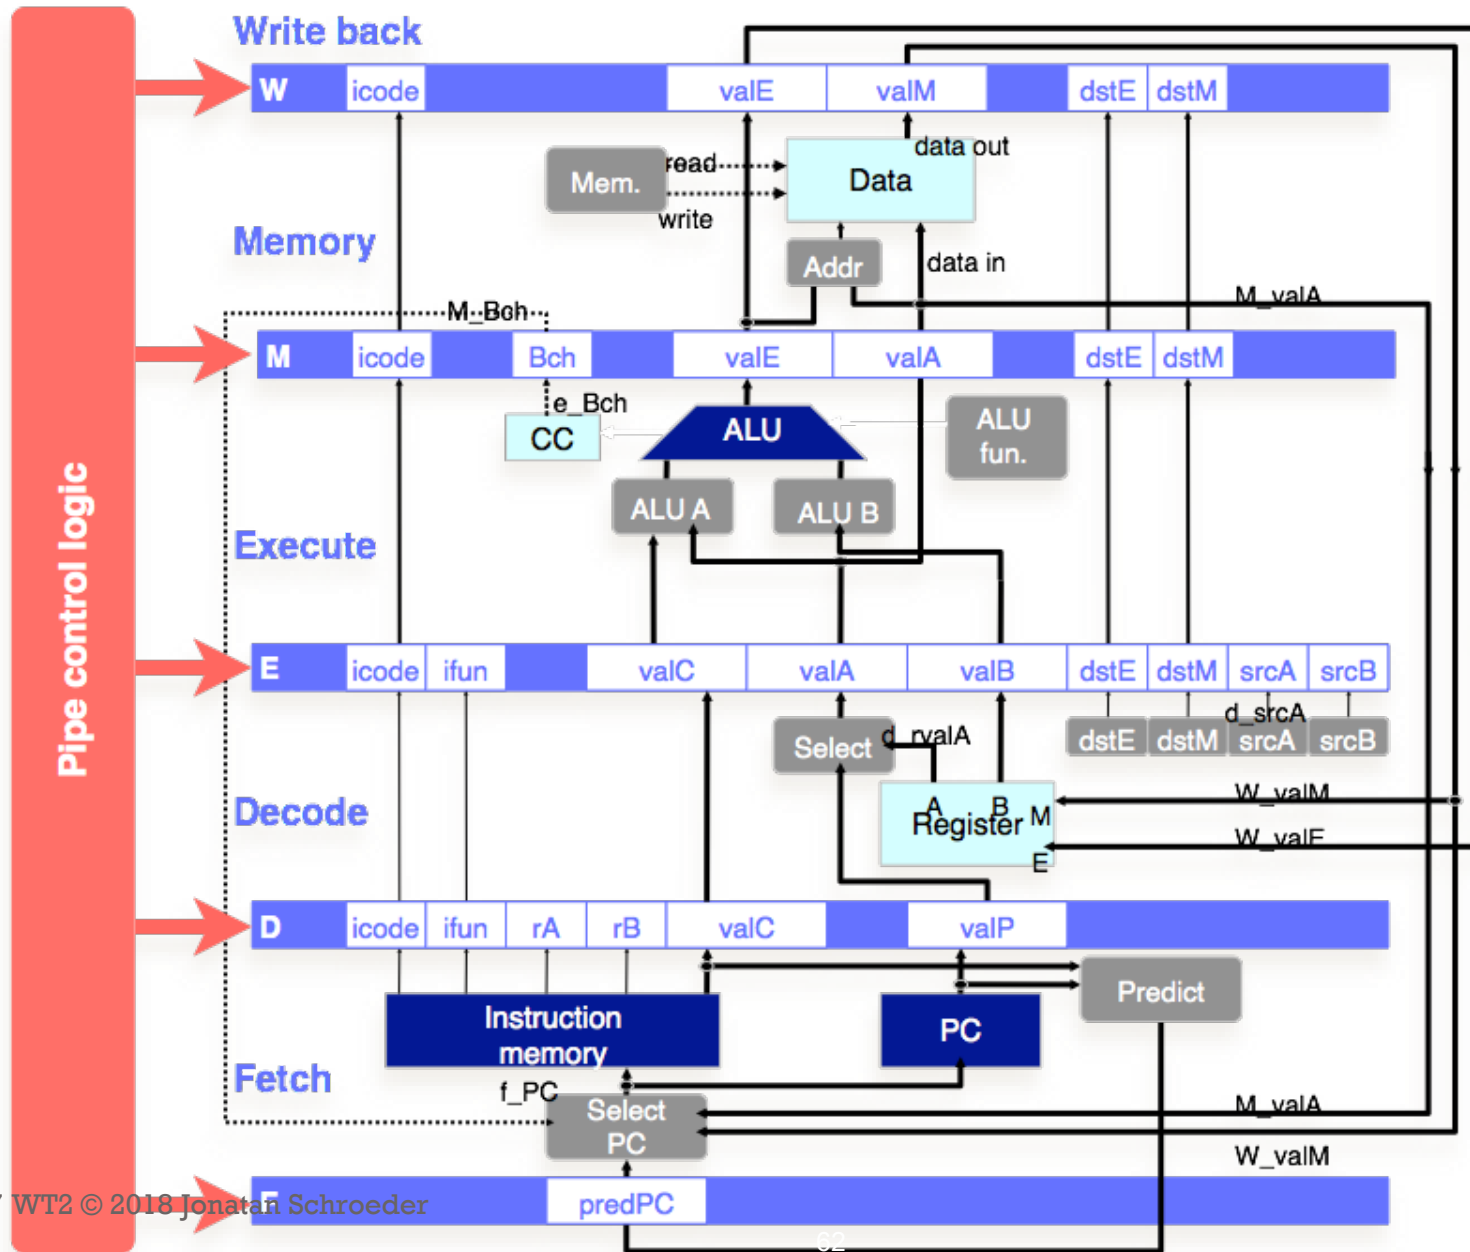 Write back
W icode valE valM dstE dstM
data out
read
Mem.
Data
write
Memory
Addr
data in
M_valA
M_Bch
M icode Bch valE valA dstE dstM
e_Bch
CC
ALU
ALU
fun.
ALU A
ALU B
Execute
Pipe control logic
E icode ifun valC valA valB dstE dstM srcA srcB
d_srcA
Select
d_rvalA
dstE dstM srcA srcB
W_valM
A B M
Register
Decode
W_valE
E
D icode ifun rA rB valC valP
Predict
Instruction
memory
PC
Fetch
f_PC
Select
PC
M_valA
W_valM
F predPC
WT2 © 2018 Jonatan Schroeder
62